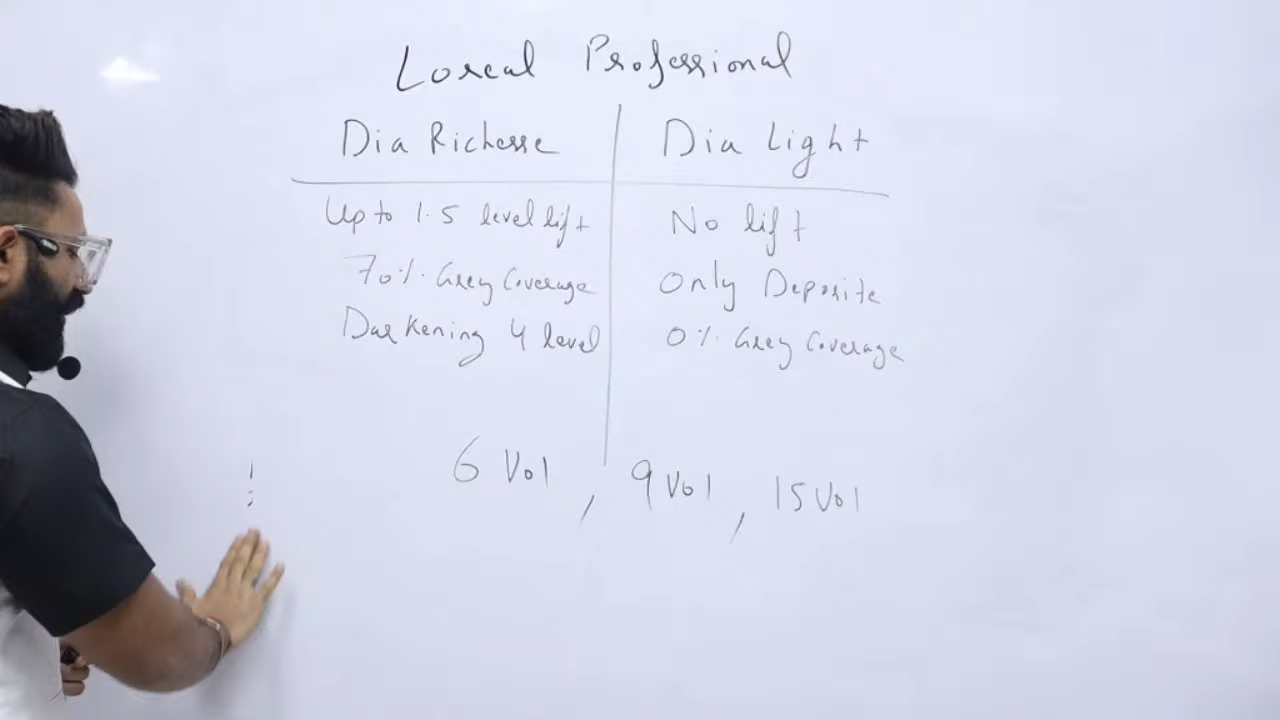 Loreal Professional
Dia Richesse
Dia Light
Up to 1.5 level lift
70% Grey Coverage
Darkening 4 level
No lift
Only Deposite
0% Grey Coverage
6 Vol , 9 Vol , 15 Vol